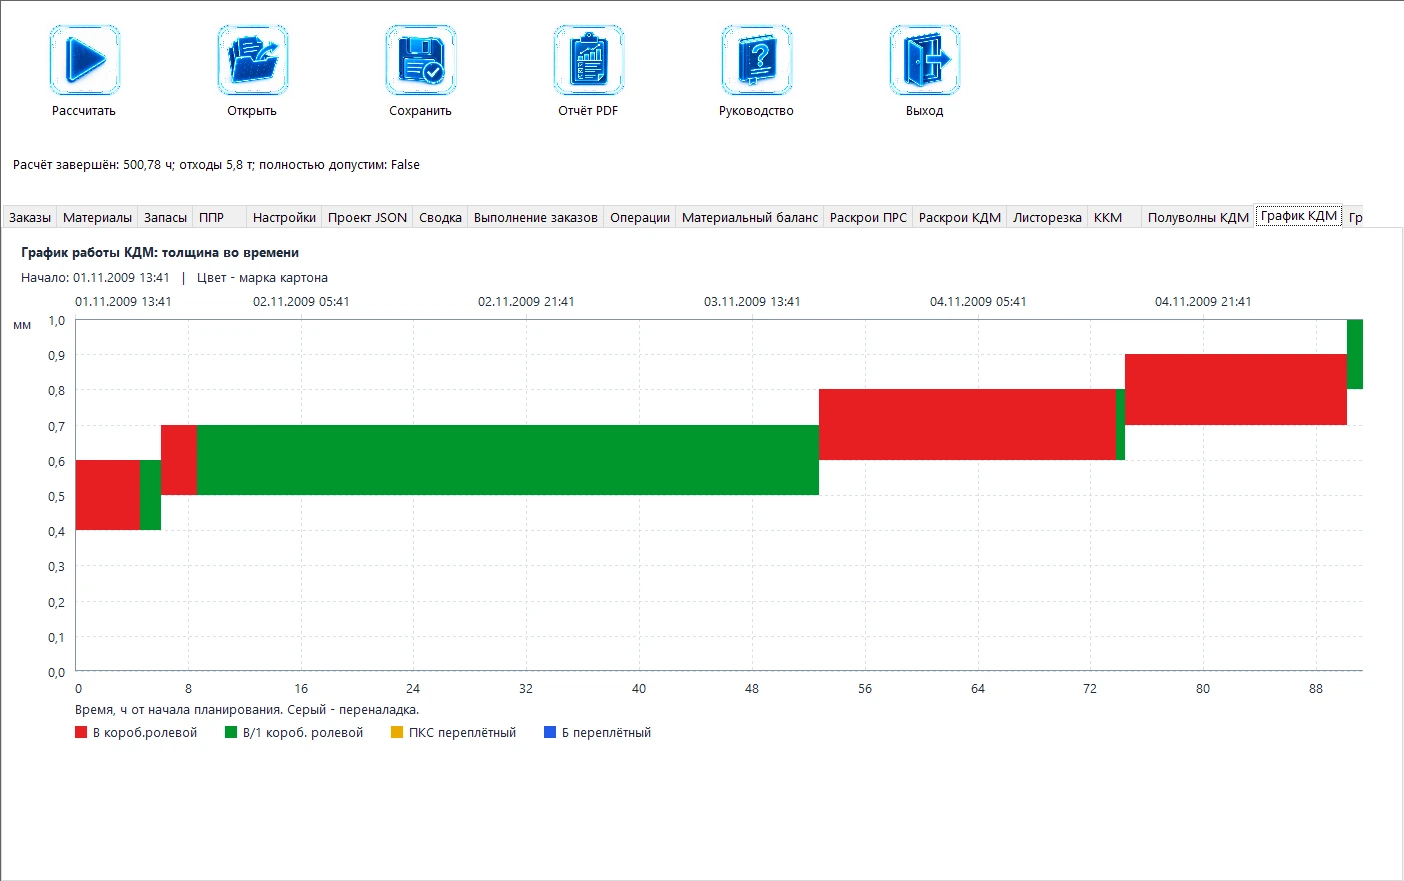 Рассчитать Открыть Сохранить Отчёт PDF Руководство Выход
Расчёт завершён: 500,78 ч; отходы 5,8 т; полностью допустим: False
Заказы Материалы Запасы ППР Настройки Проект JSON Сводка Выполнение заказов Операции Материальный баланс Раскрои ПРС Раскрои КДМ Листорезка ККМ Полуволны КДМ График КДМ Гр
График работы КДМ: толщина во времени
Начало: 01.11.2009 13:41 | Цвет - марка картона
01.11.2009 13:41 02.11.2009 05:41 02.11.2009 21:41 03.11.2009 13:41 04.11.2009 05:41 04.11.2009 21:41
мм 1,0
0,9
0,8
0,7
0,6
0,5
0,4
0,3
0,2
0,1
0,0
0 8 16 24 32 40 48 56 64 72 80 88
Время, ч от начала планирования. Серый - переналадка.
В короб.ролевой В/1 короб. ролевой ПКС переплётный Б переплётный